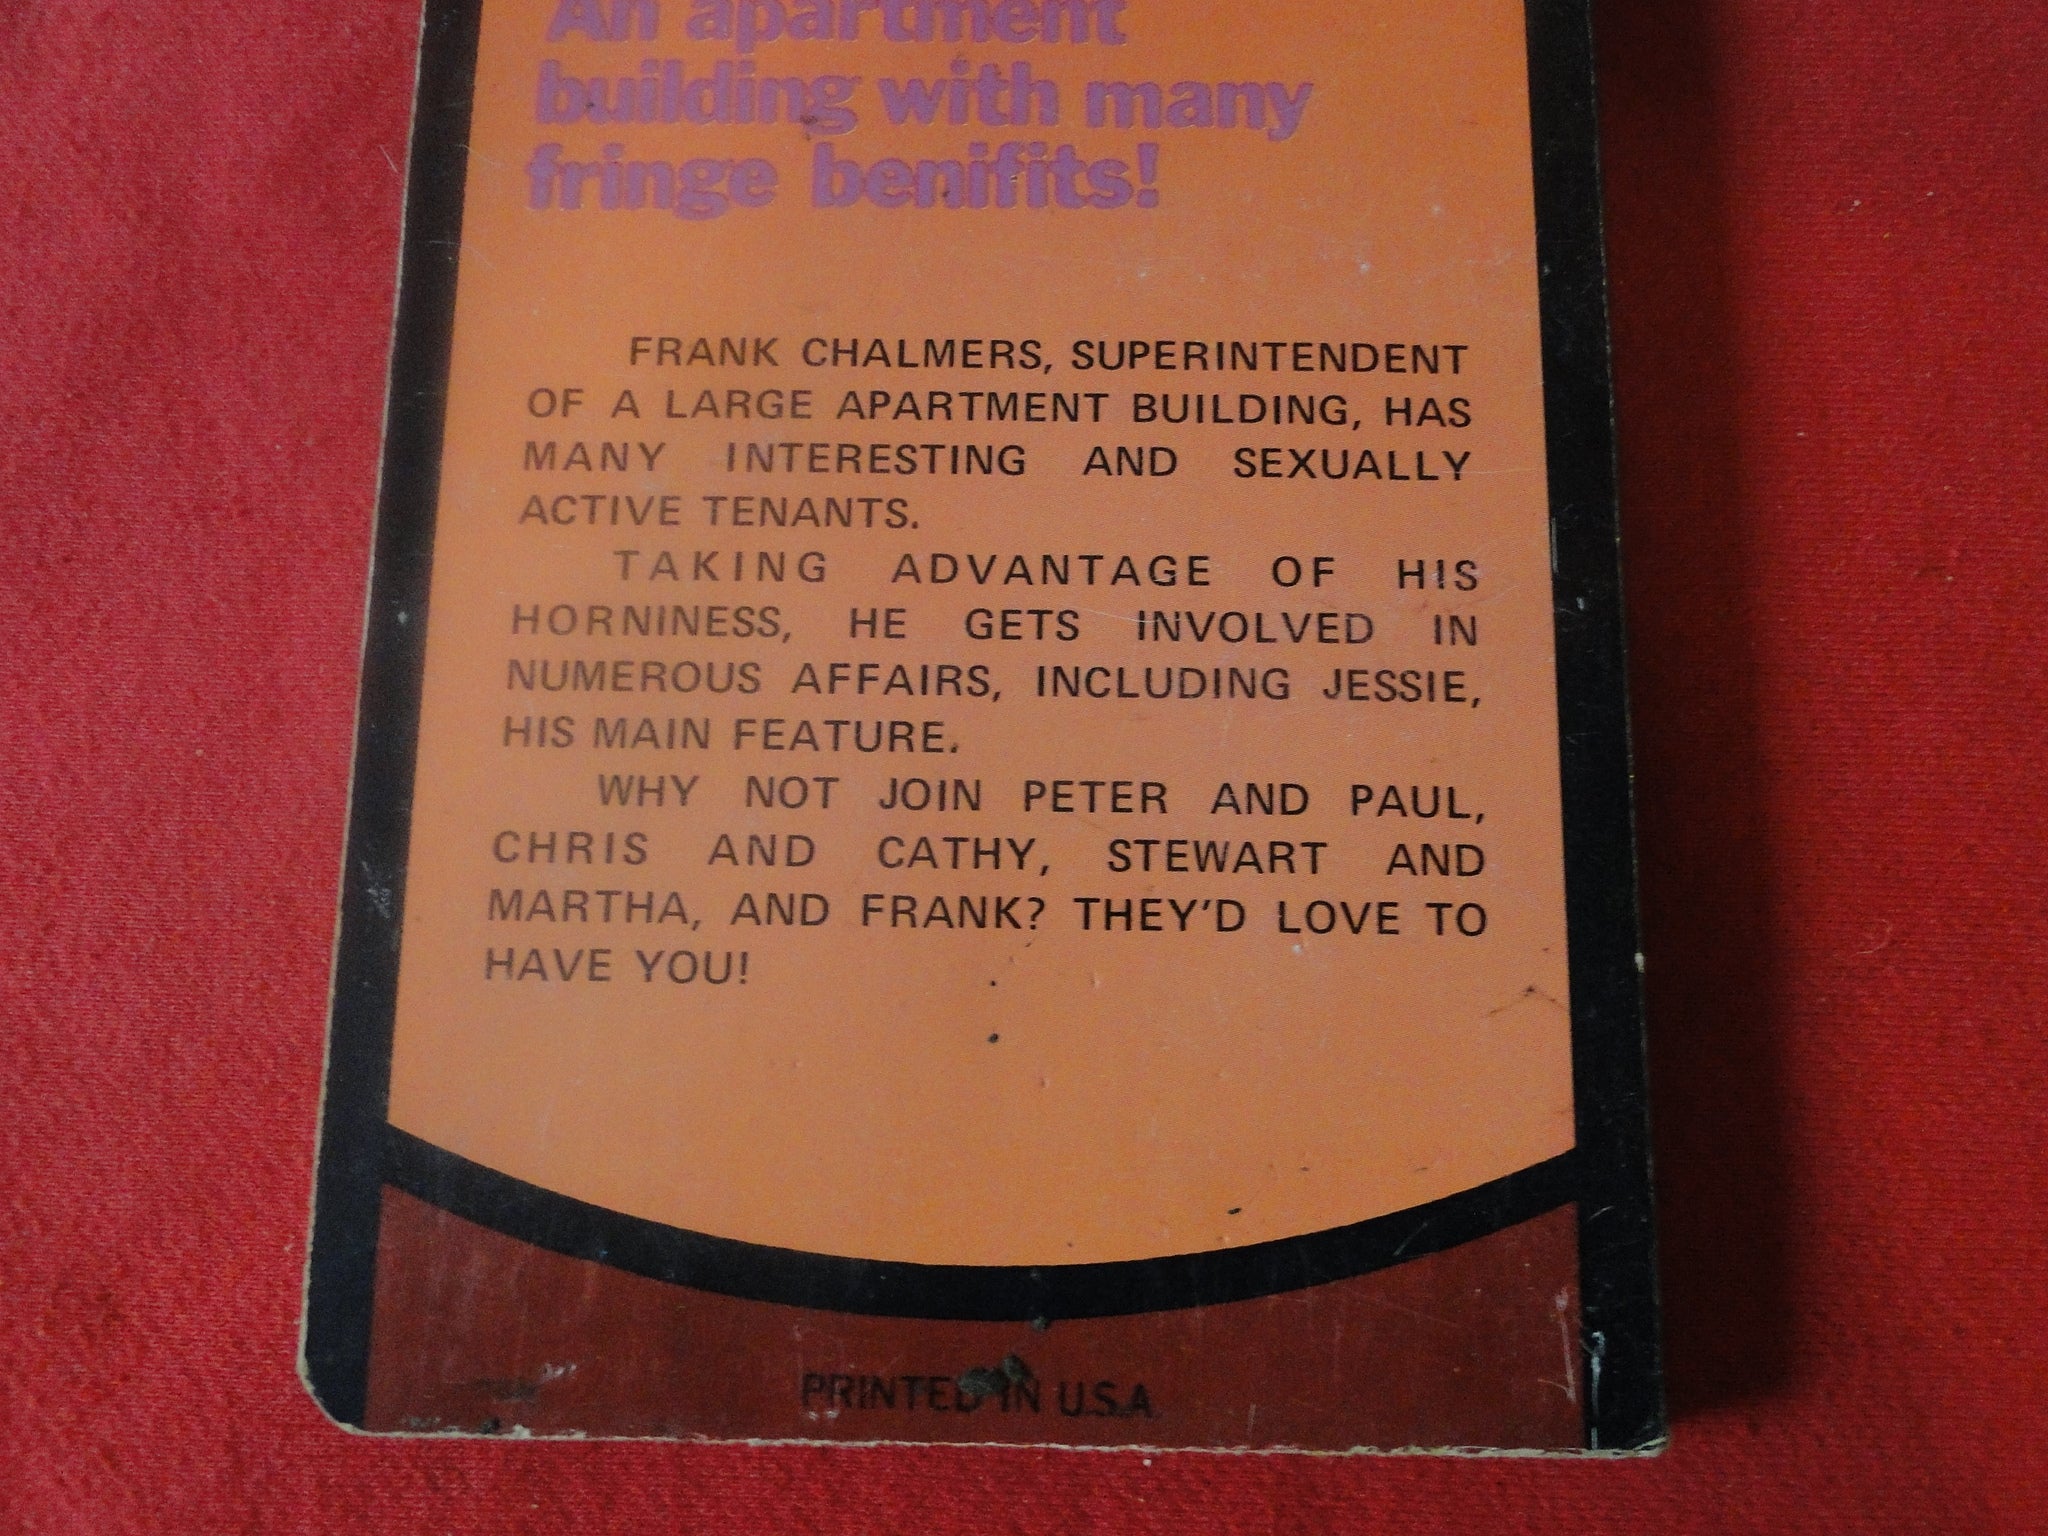 An apartment
building with many
fringe benifits!
FRANK CHALMERS, SUPERINTENDENT
OF A LARGE APARTMENT BUILDING, HAS
MANY INTERESTING AND SEXUALLY
ACTIVE TENANTS.
TAKING ADVANTAGE OF HIS
HORNINESS, HE GETS INVOLVED IN
NUMEROUS AFFAIRS, INCLUDING JESSIE,
HIS MAIN FEATURE.
WHY NOT JOIN PETER AND PAUL,
CHRIS AND CATHY, STEWART AND
MARTHA, AND FRANK? THEY'D LOVE TO
HAVE YOU!
PRINTED IN U.S.A.